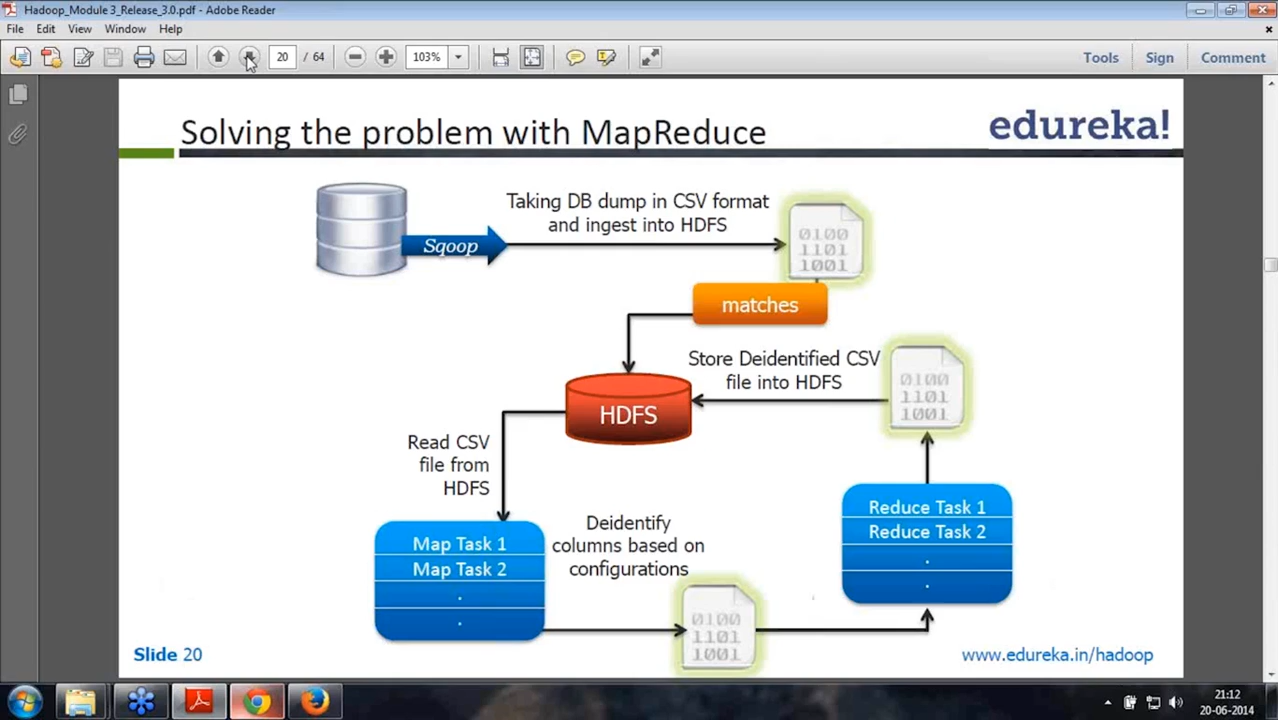 Hadoop_Module 3_Release_3.0.pdf - Adobe Reader
File Edit View Window Help
20 / 64 103% Tools Sign Comment
Solving the problem with MapReduce
edureka!
Taking DB dump in CSV format
and ingest into HDFS
Sqoop
0100
1101
1001
matches
Store Deidentified CSV
file into HDFS
0100
1101
1001
HDFS
Read CSV
file from
HDFS
Deidentify
columns based on
configurations
Map Task 1
Map Task 2
.
.
0100
1101
1001
Reduce Task 1
Reduce Task 2
.
.
Slide 20
www.edureka.in/hadoop
21:12
20-06-2014